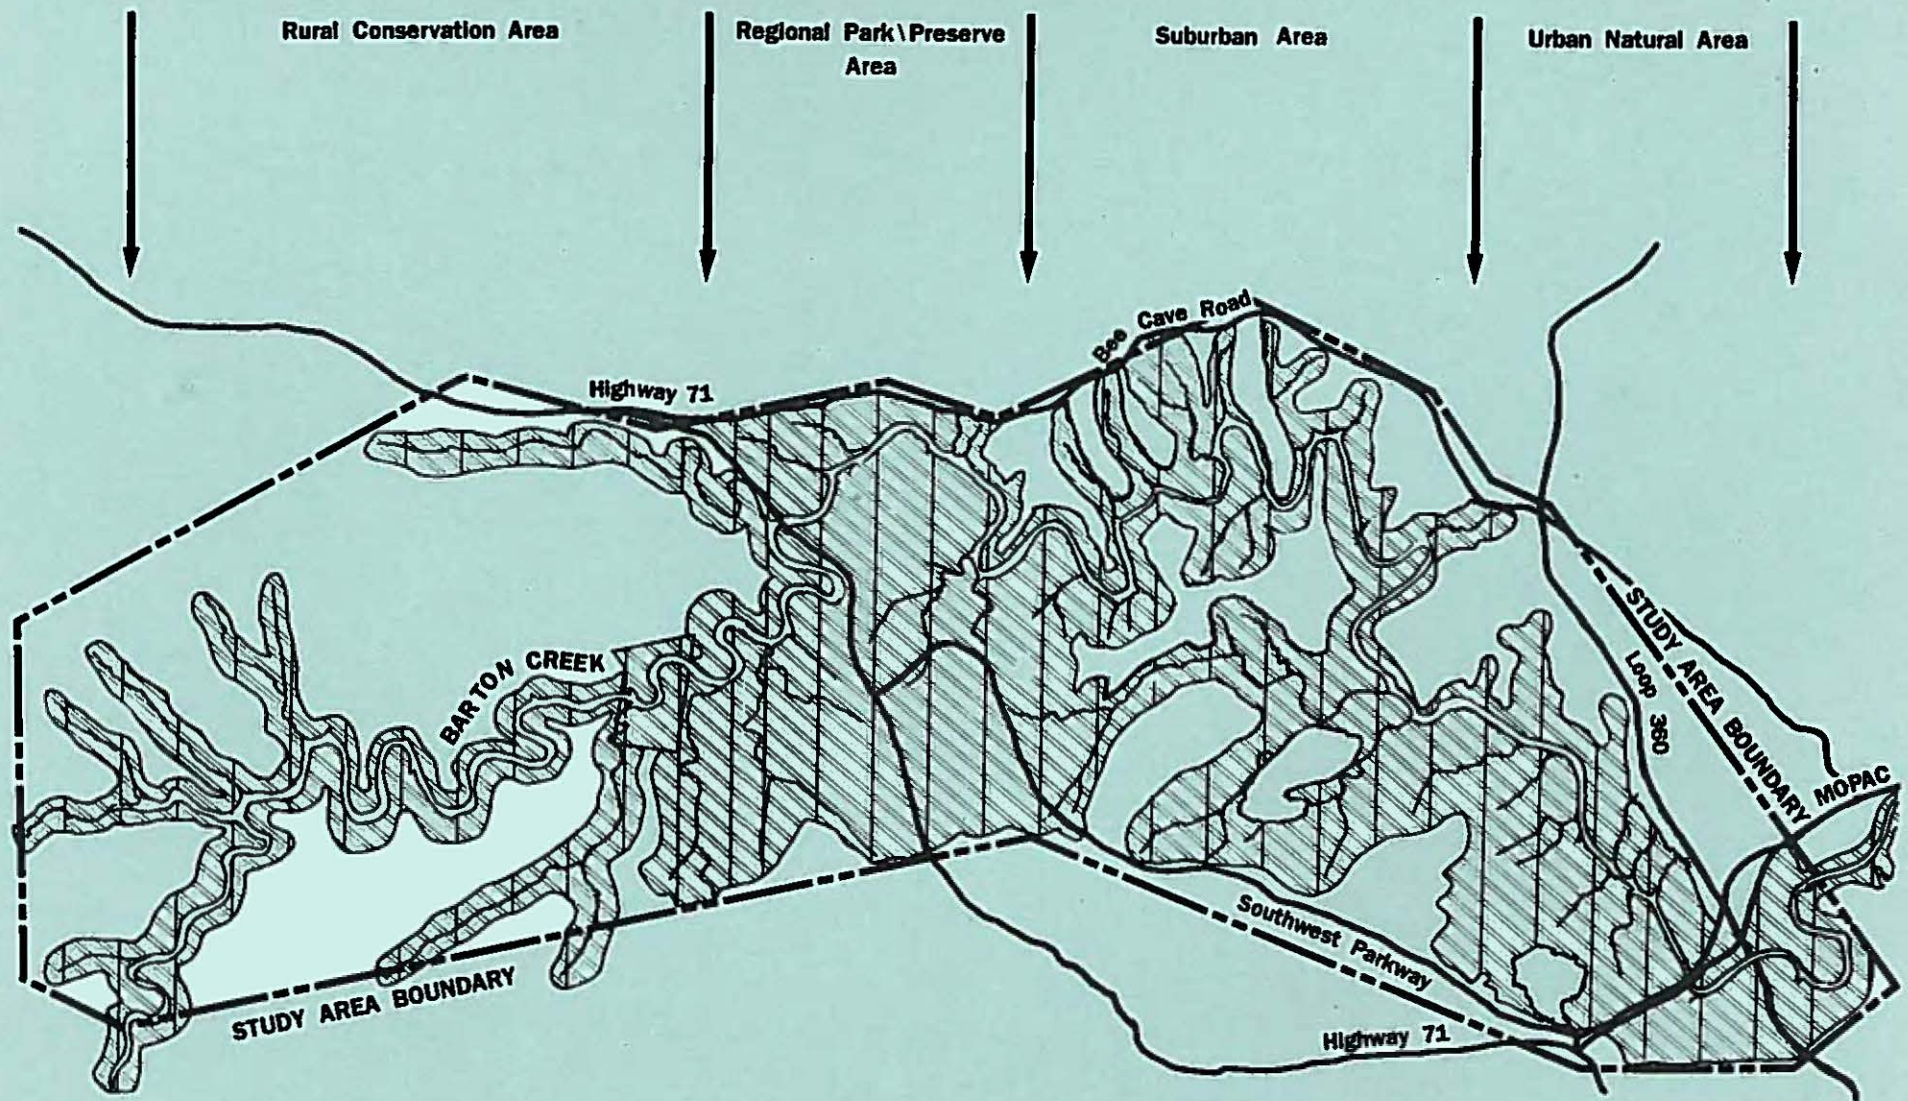 Rural Conservation Area
Regional Park\Preserve
Area
Suburban Area
Urban Natural Area
Bee Cave Road
Highway 71
BARTON CREEK
STUDY AREA BOUNDARY
Loop 360
MOPAC
Southwest Parkway
STUDY AREA BOUNDARY
Highway 71